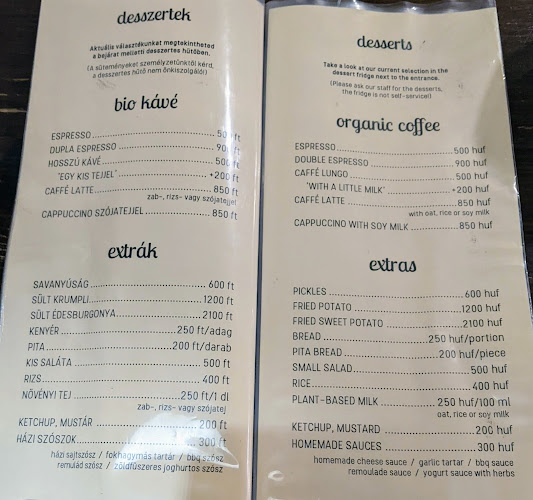 desszertek
Aktuális választékunkat megtekintheted
a bejárat melletti desszertes hűtőben.
(A süteményeket személyzetünktől kérd,
a desszertes hűtő nem önkiszolgáló!)
bio kávé
ESPRESSO 500 ft
DUPLA ESPRESSO 900 ft
HOSSZÚ KÁVÉ 500 ft
"EGY KIS TEJJEL" +200 ft
CAFFÉ LATTE 850 ft
zab-, rizs- vagy szójatejjel
CAPPUCCINO SZÓJATEJJEL 850 ft
extrák
SAVANYÚSÁG 600 ft
SÜLT KRUMPLI 1200 ft
SÜLT ÉDESBURGONYA 2100 ft
KENYÉR 250 ft/adag
PITA 200 ft/darab
KIS SALÁTA 500 ft
RIZS 400 ft
NÖVÉNYI TEJ 250 ft/1 dl
zab-, rizs- vagy szójatej
KETCHUP, MUSTÁR 200 ft
HÁZI SZÓSZOK 300 ft
házi sajtszósz / fokhagymás tartár / bbq szósz
remulád szósz / zöldfűszeres joghurtos szósz
desserts
Take a look at our current selection in the
dessert fridge next to the entrance.
(Please ask our staff for the desserts,
the fridge is not self-service!)
organic coffee
ESPRESSO 500 huf
DOUBLE ESPRESSO 900 huf
CAFFÉ LUNGO 500 huf
"WITH A LITTLE MILK" +200 huf
CAFFÉ LATTE 850 huf
with oat, rice or soy milk
CAPPUCCINO WITH SOY MILK 850 huf
extras
PICKLES 600 huf
FRIED POTATO 1200 huf
FRIED SWEET POTATO 2100 huf
BREAD 250 huf/portion
PITA BREAD 200 huf/piece
SMALL SALAD 500 huf
RICE 400 huf
PLANT-BASED MILK 250 huf/100 ml
oat, rice or soy milk
KETCHUP, MUSTARD 200 huf
HOMEMADE SAUCES 300 huf
homemade cheese sauce / garlic tartar / bbq sauce
remoulade sauce / yogurt sauce with herbs